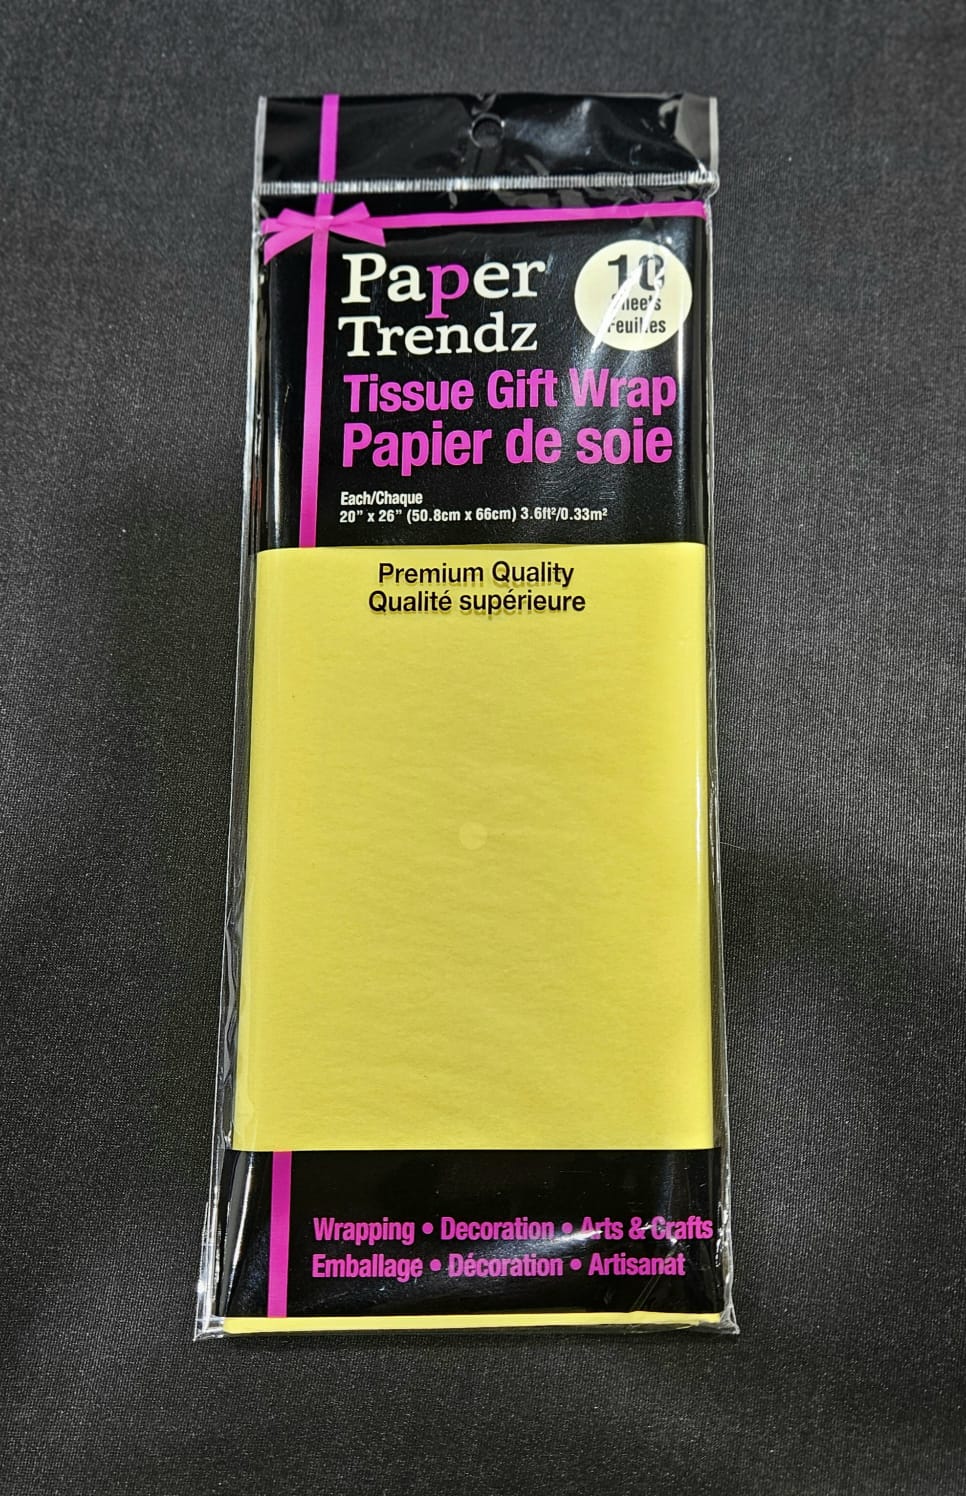 Paper
Trendz
10
Sheets
Feuilles
Tissue Gift Wrap
Papier de soie
Each/Chaque
20” x 26” (50.8cm x 66cm) 3.6ft²/0.33m²
Premium Quality
Qualité supérieure
Wrapping • Decoration • Arts & Crafts
Emballage • Décoration • Artisanat